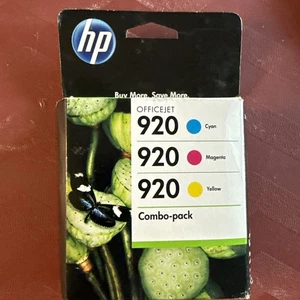 hp
Buy More. Save More.
OFFICEJET
920 Cyan
920 Magenta
920 Yellow
Combo-pack